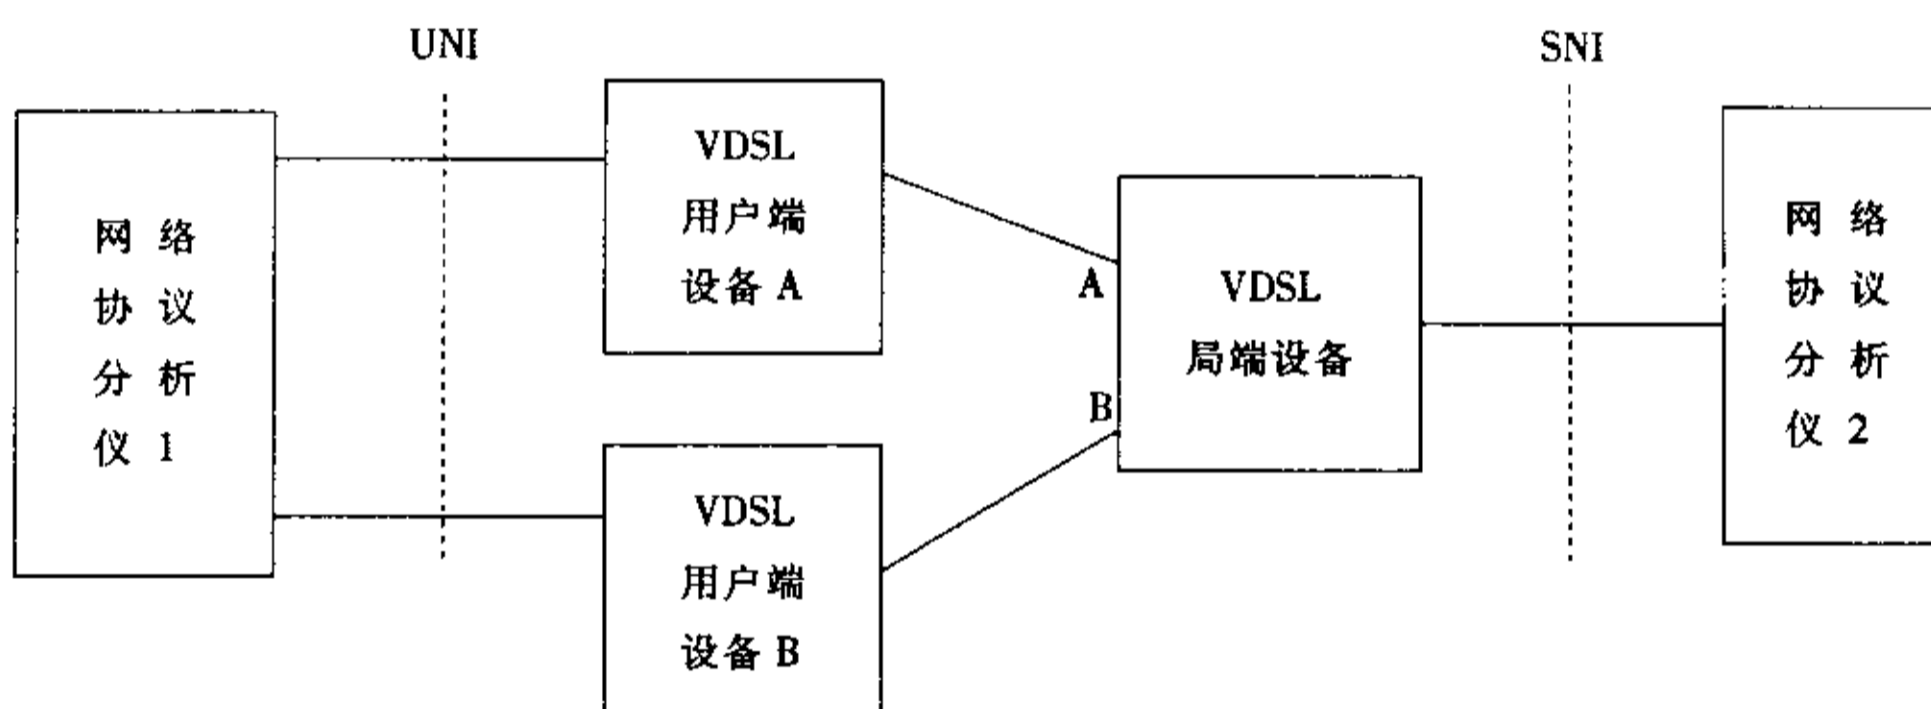 UNI
SNI
网 络
协 议
分 析
仪 1
VDSL
用户端
设备 A
A
B
VDSL
用户端
设备 B
VDSL
局端设备
网 络
协 议
分 析
仪 2